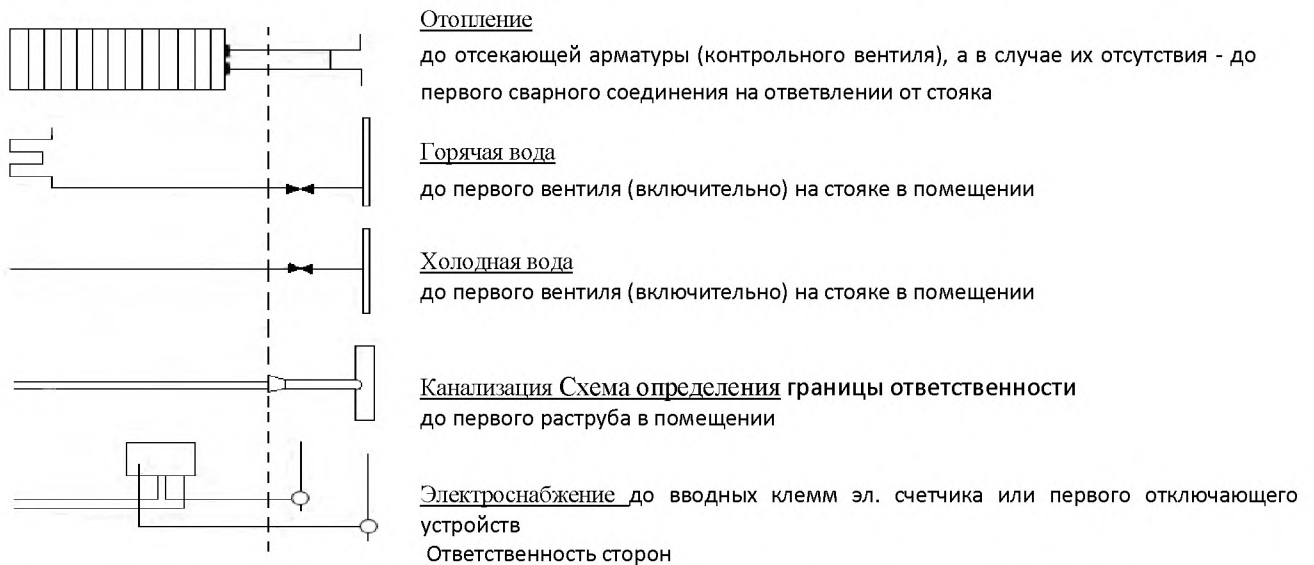 Отопление
до отсекающей арматуры (контрольного вентиля), а в случае их отсутствия - до
первого сварного соединения на ответвлении от стояка
Горячая вода
до первого вентиля (включительно) на стояке в помещении
Холодная вода
до первого вентиля (включительно) на стояке в помещении
Канализация Схема определения границы ответственности
до первого раструба в помещении
Электроснабжение до вводных клемм эл. счетчика или первого отключающего
устройств
Ответственность сторон